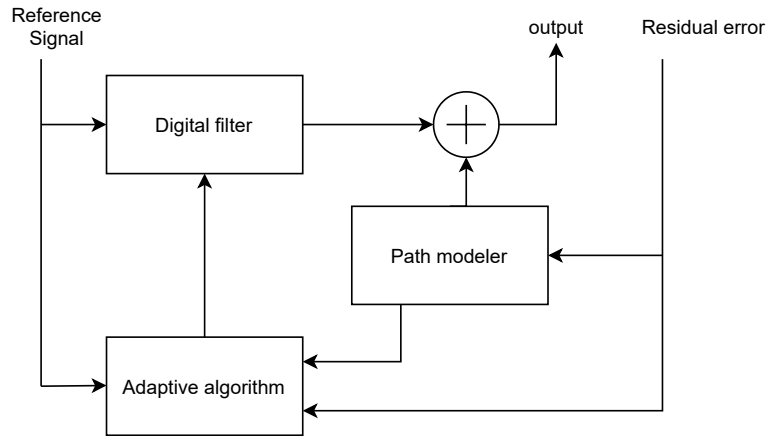 Reference
Signal
output
Residual error
Digital filter
Path modeler
Adaptive algorithm